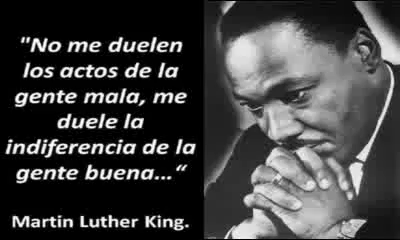 "No me duelen
los actos de la
gente mala, me
duele la
indiferencia de la
gente buena...“
Martin Luther King.